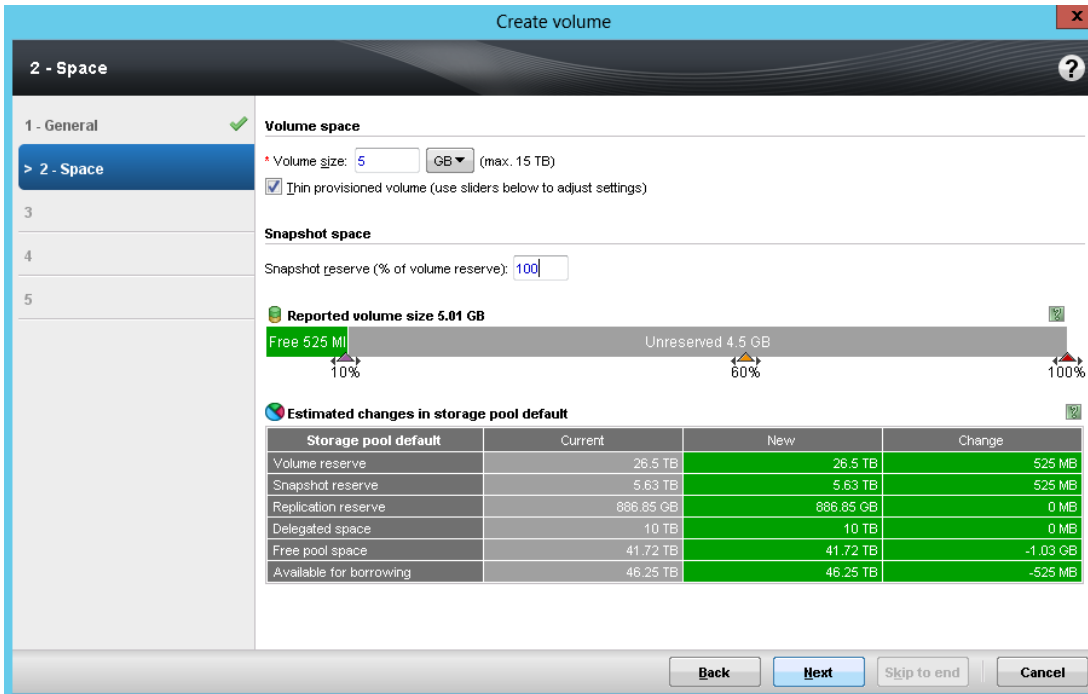 Create volume
x
2 - Space
?
1 - General
> 2 - Space
3
4
5
Volume space
* Volume size: 5 GB (max. 15 TB)
Thin provisioned volume (use sliders below to adjust settings)
Snapshot space
Snapshot reserve (% of volume reserve): 100
Reported volume size 5.01 GB ?
Free 525 MI Unreserved 4.5 GB
10% 60% 100%
Estimated changes in storage pool default ?
Storage pool default Current New Change
Volume reserve 26.5 TB 26.5 TB 525 MB
Snapshot reserve 5.63 TB 5.63 TB 525 MB
Replication reserve 886.85 GB 886.85 GB 0 MB
Delegated space 10 TB 10 TB 0 MB
Free pool space 41.72 TB 41.72 TB -1.03 GB
Available for borrowing 46.25 TB 46.25 TB -525 MB
Back Next Skip to end Cancel